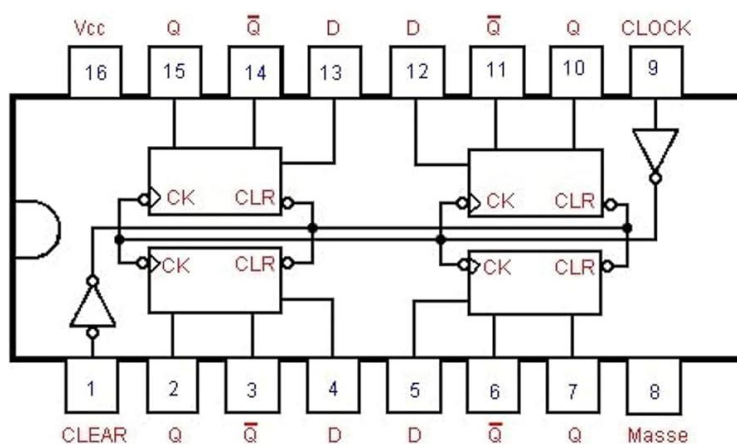 Vcc Q Q̅ D D Q̅ Q CLOCK
16 15 14 13 12 11 10 9
CK CLR CK CLR
CK CLR CK CLR
1 2 3 4 5 6 7 8
CLEAR Q Q̅ D D Q̅ Q Masse